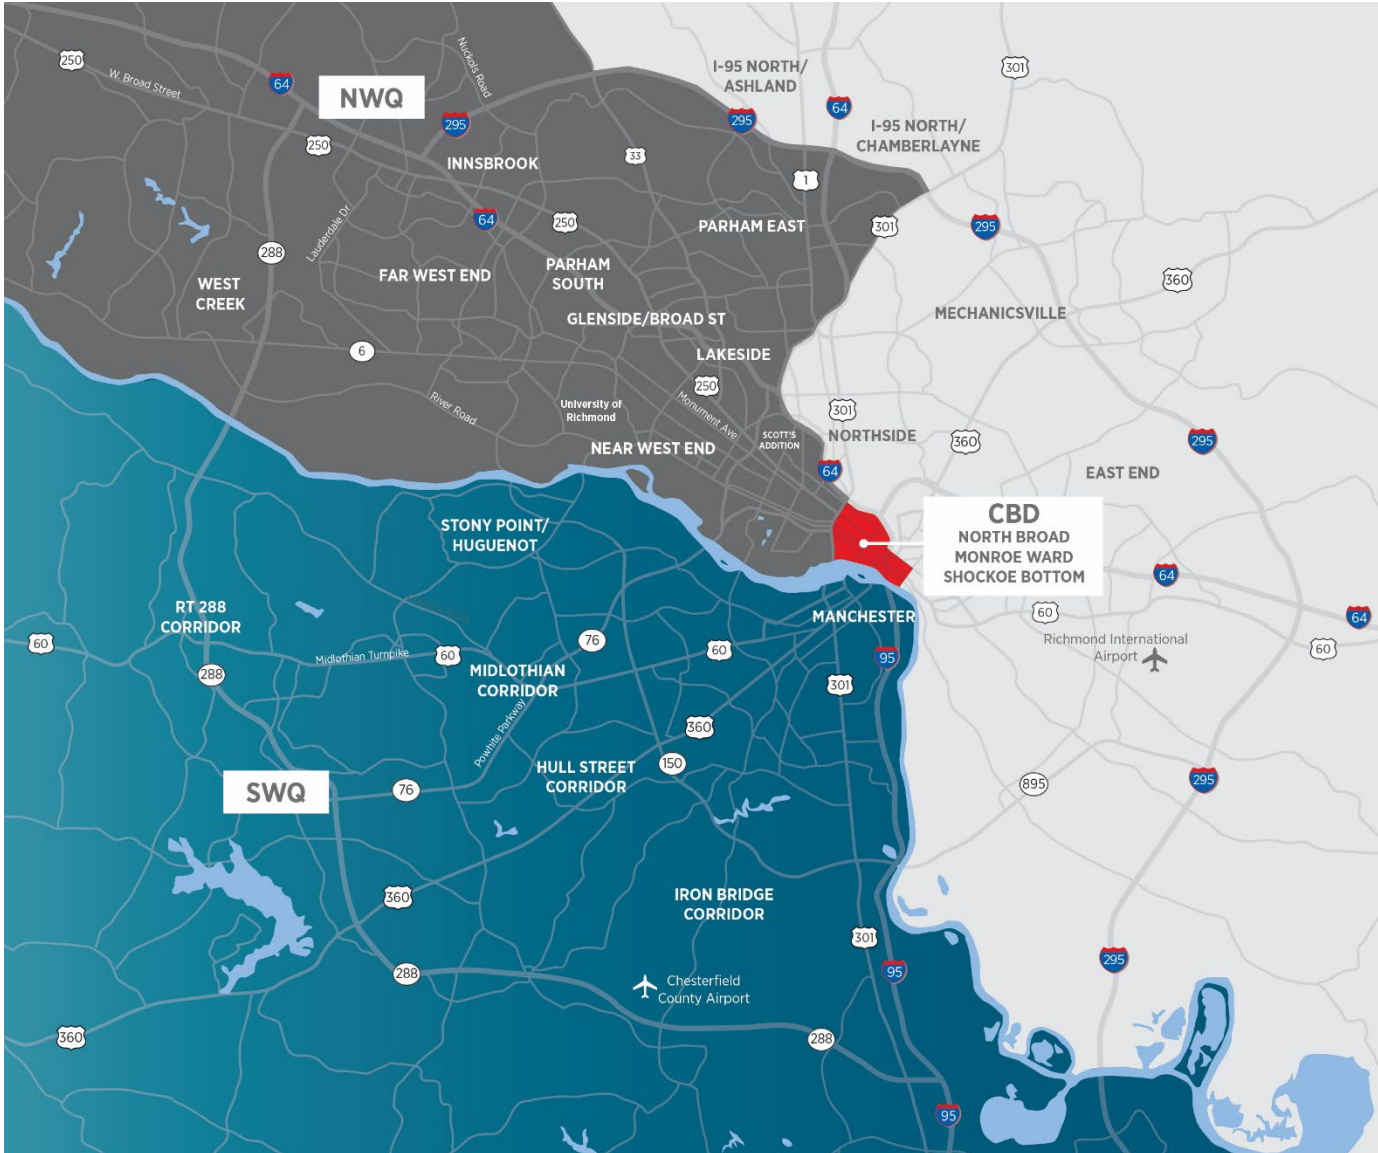 250
W. Broad Street
64
NWQ
Nuckols Road
295
250
INNSBROOK
33
I-95 NORTH/
ASHLAND
295
64
301
I-95 NORTH/
CHAMBERLAYNE
1
64
250
PARHAM EAST
301
295
Lauderdale Dr.
288
WEST
CREEK
FAR WEST END
PARHAM
SOUTH
360
GLENSIDE/BROAD ST
MECHANICSVILLE
6
LAKESIDE
250
River Road
University of
Richmond
Monument Ave
301
SCOTT'S
ADDITION
NORTHSIDE
360
295
NEAR WEST END
64
EAST END
STONY POINT/
HUGUENOT
CBD
NORTH BROAD
MONROE WARD
SHOCKOE BOTTOM
64
RT 288
CORRIDOR
MANCHESTER
60
64
60
Midlothian Turnpike
60
76
60
95
Richmond International
Airport
60
288
MIDLOTHIAN
CORRIDOR
301
Powhite Parkway
360
HULL STREET
CORRIDOR
150
SWQ
76
895
295
360
IRON BRIDGE
CORRIDOR
301
288
95
295
Chesterfield
County Airport
360
288
95